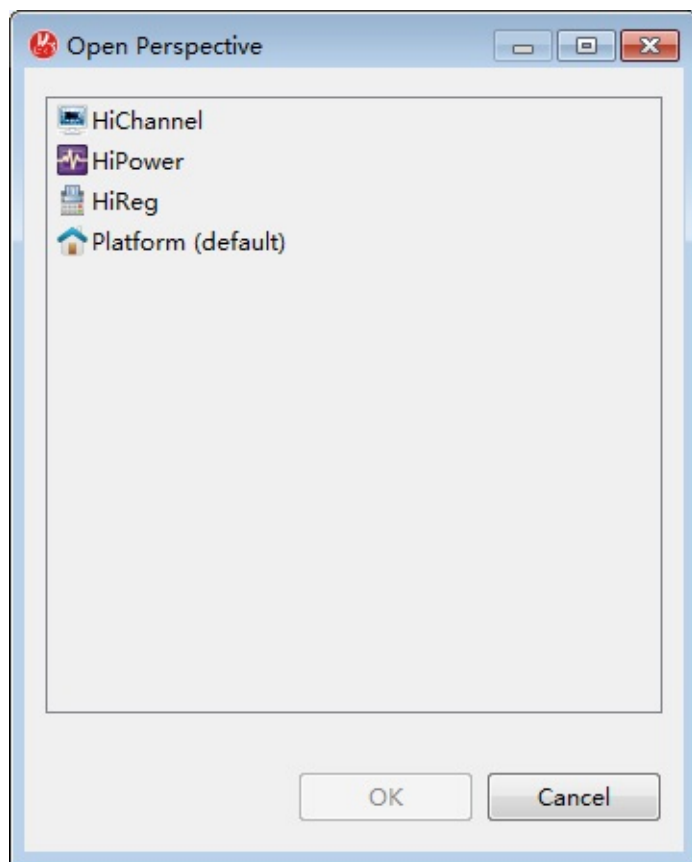 Open Perspective
HiChannel
HiPower
HiReg
Platform (default)
OK
Cancel